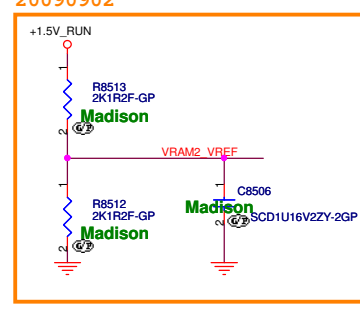 20090902
+1.5V_RUN
1
R8513
2K1R2F-GP
Madison
2
G/P
VRAM2_VREF
1
1
R8512
2K1R2F-GP
Madison
2
G/P
C8506
Madison
SCD1U16V2ZY-2GP
2
G/P